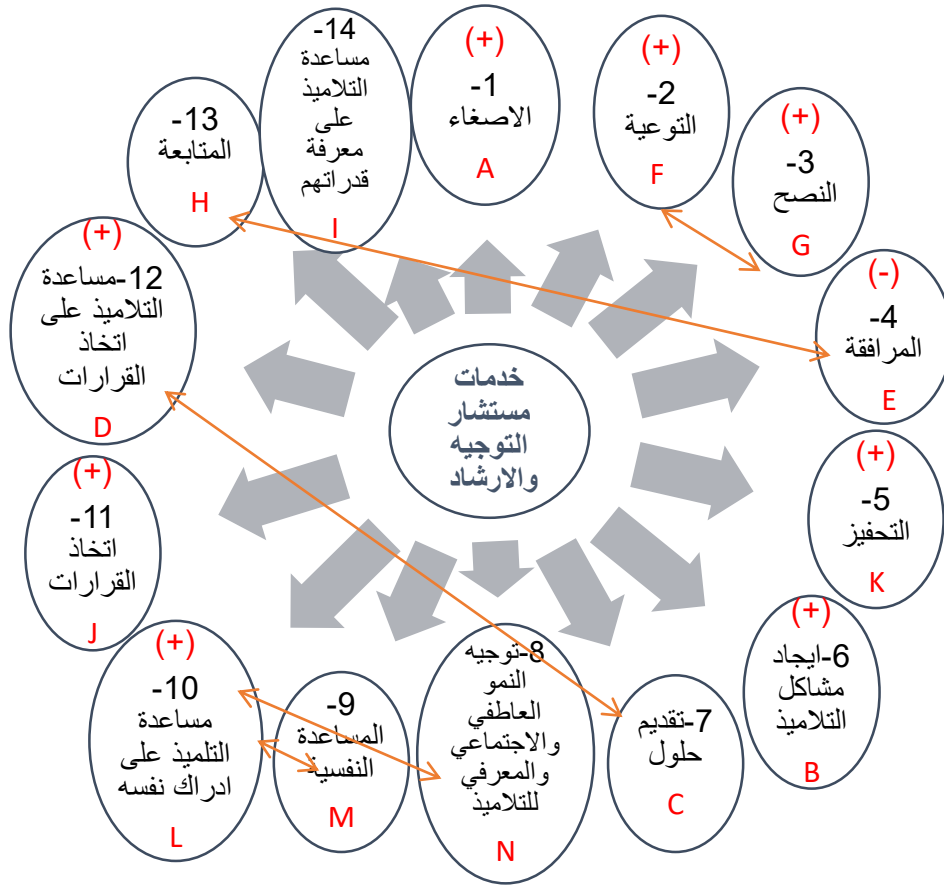 خدمات
مستشار
التوجيه
والارشاد
(+)
1-
الاصغاء
A
(+)
2-
التوعية
F
(+)
3-
النصح
G
(-)
4-
المرافقة
E
(+)
5-
التحفيز
K
(+)
6-ايجاد
مشاكل
التلاميذ
B
7-تقديم
حلول
C
8-توجيه
النمو
العاطفي
والاجتماعي
والمعرفي
للتلاميذ
N
9-
المساعدة
النفسية
M
(+)
10-
مساعدة
التلميذ على
ادراك نفسه
L
(+)
11-
اتخاذ
القرارات
J
(+)
12-مساعدة
التلاميذ على
اتخاذ
القرارات
D
13-
المتابعة
H
14-
مساعدة
التلاميذ
على
معرفة
قدراتهم
I